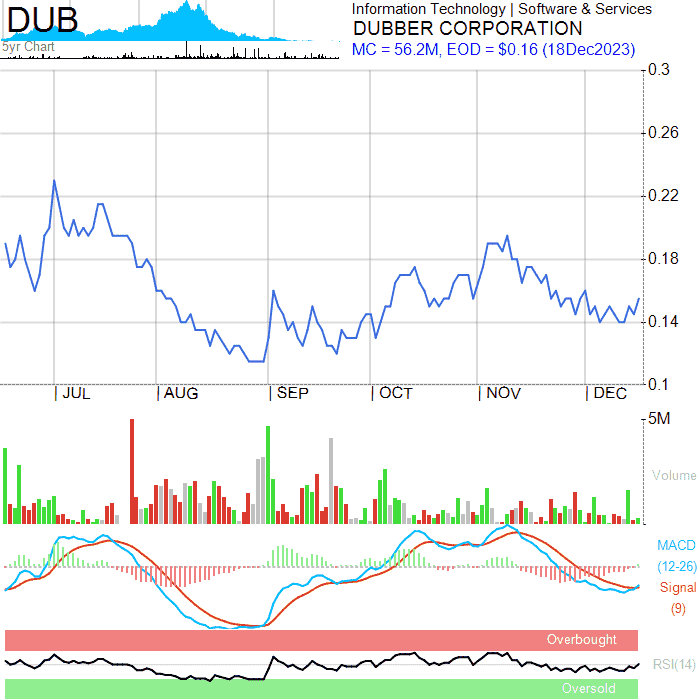 DUB
5yr Chart
Information Technology | Software & Services
DUBBER CORPORATION
MC = 56.2M, EOD = $0.16 (18Dec2023)
0.3
0.26
0.22
0.18
0.14
0.1
| JUL | AUG | SEP | OCT | NOV | DEC
5M
Volume
MACD
(12-26)
Signal
(9)
Overbought
RSI(14)
Oversold